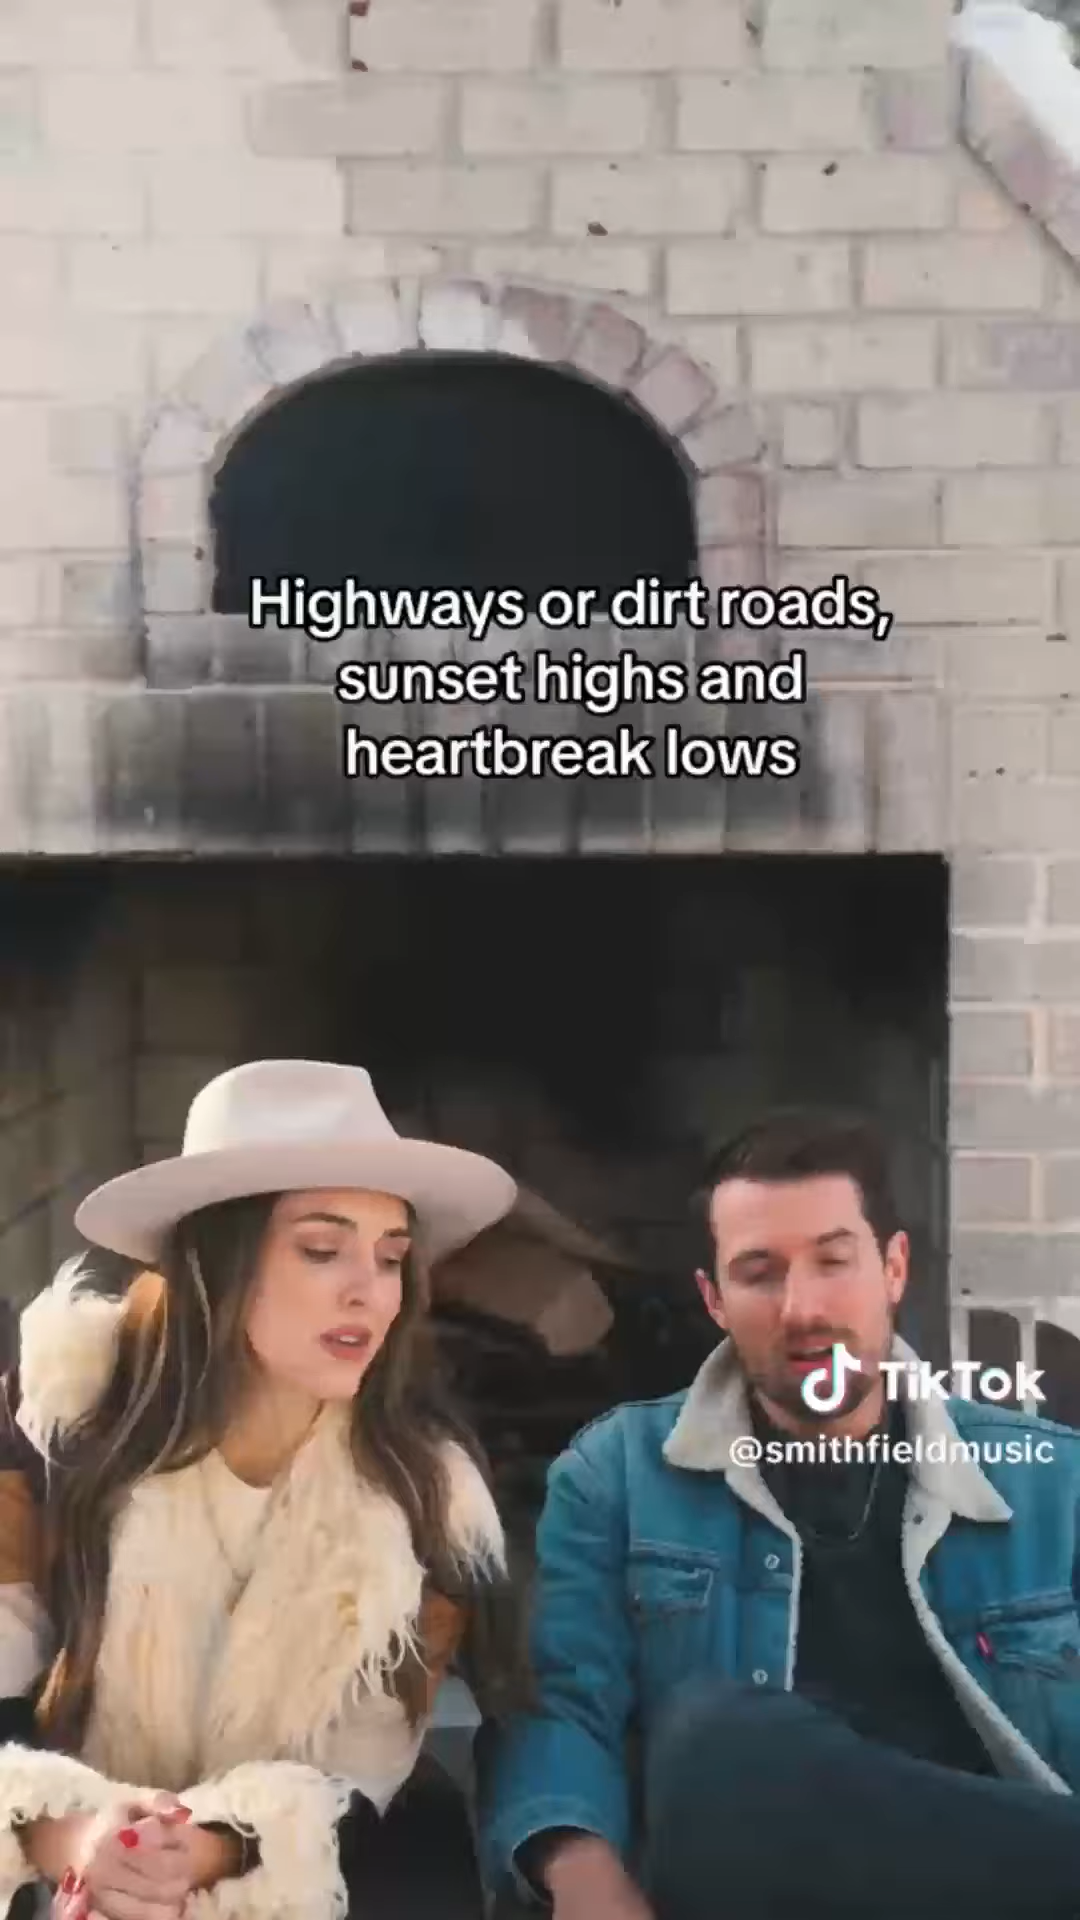 Highways or dirt roads,
sunset highs and
heartbreak lows
TikTok
@smithfieldmusic